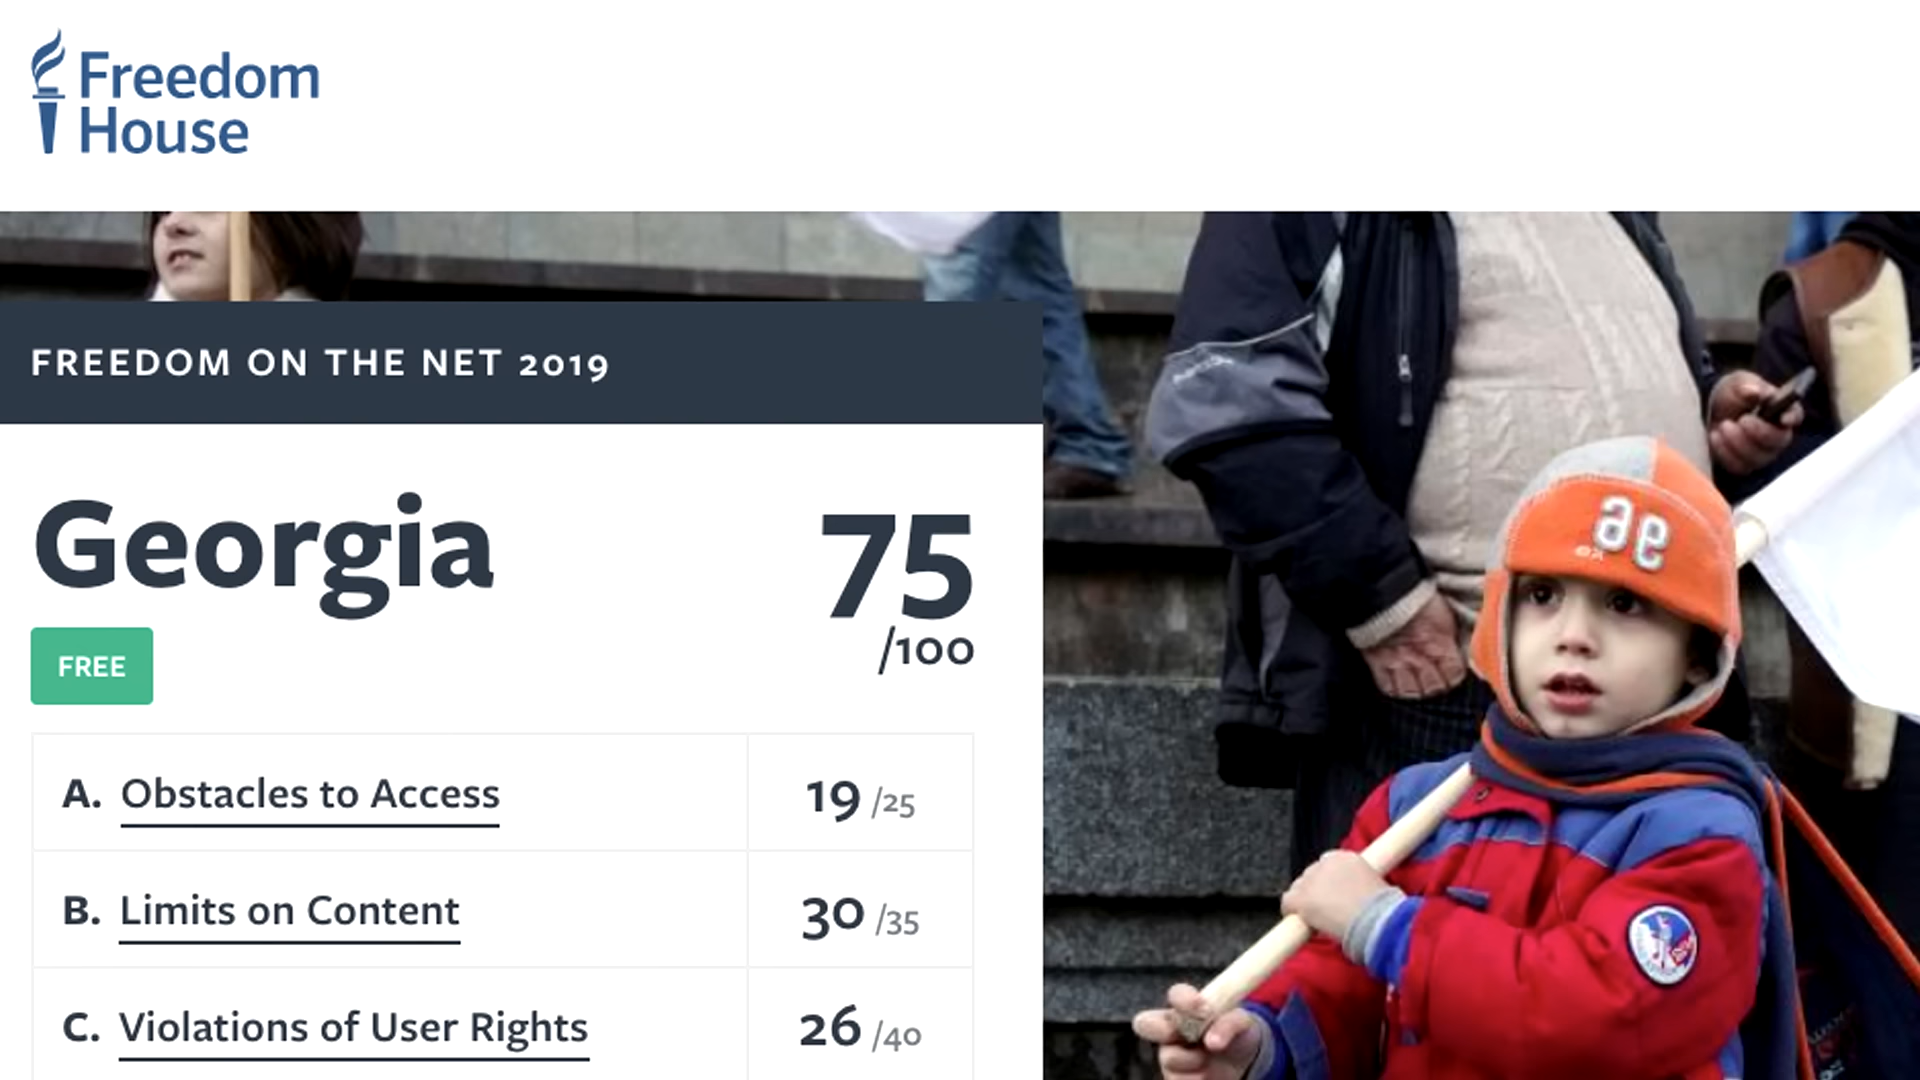 Freedom
House
FREEDOM ON THE NET 2019
Georgia
75
/100
FREE
A. Obstacles to Access 19 /25
B. Limits on Content 30 /35
C. Violations of User Rights 26 /40